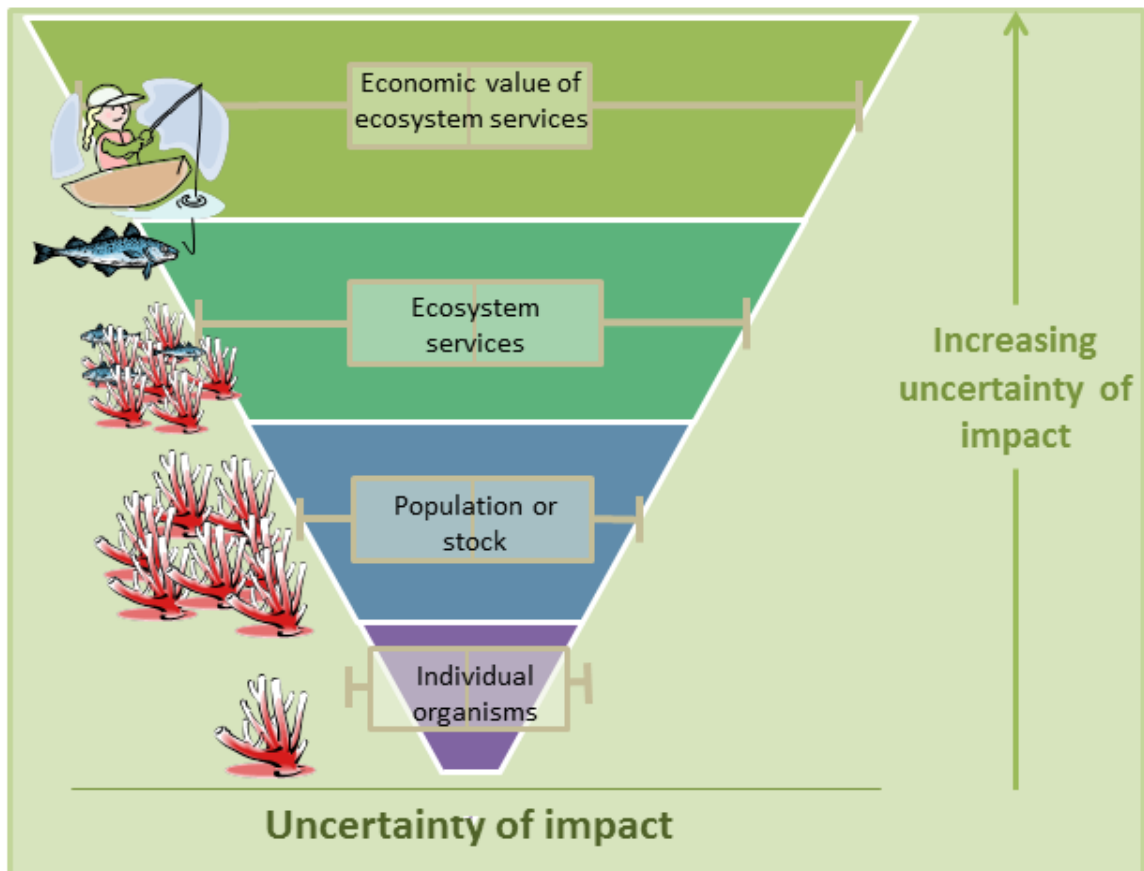 Economic value of
ecosystem services
Ecosystem
services
Increasing
uncertainty of
impact
Population or
stock
Individual
organisms
Uncertainty of impact